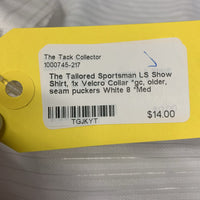 The Tack Collector
1000745-217
The Tailored Sportsman LS Show
Shirt, 1x Velcro Collar *gc, older,
seam puckers White 8 *Med
TGJKYT
$14.00